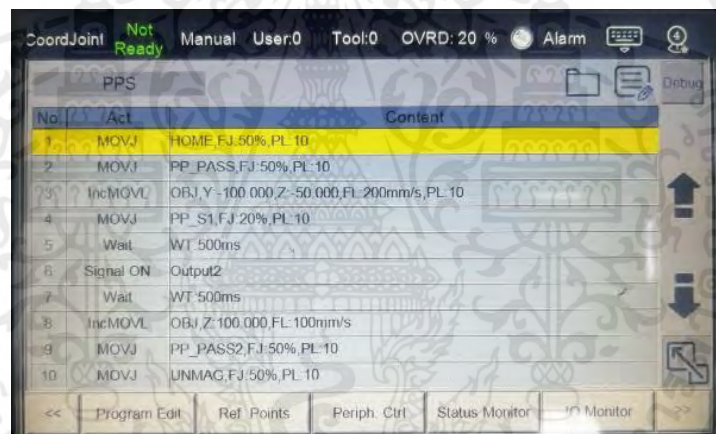 CoordJoint Not Ready Manual User:0 Tool:0 OVRD: 20 % Alarm 4
PPS Debug
No. Act Content
1 MOVJ HOME,FJ:50%,PL:10
2 MOVJ PP_PASS,FJ:50%,PL:10
3 IncMOVL OBJ,Y:-100.000,Z:-50.000,FL:200mm/s,PL:10
4 MOVJ PP_S1,FJ:20%,PL:10
5 Wait WT:500ms
6 Signal ON Output2
7 Wait WT:500ms
8 IncMOVL OBJ,Z:100.000,FL:100mm/s
9 MOVJ PP_PASS2,FJ:50%,PL:10
10 MOVJ UNMAG,FJ:50%,PL:10
<< Program Edit Ref. Points Periph. Ctrl Status Monitor I/O Monitor >>